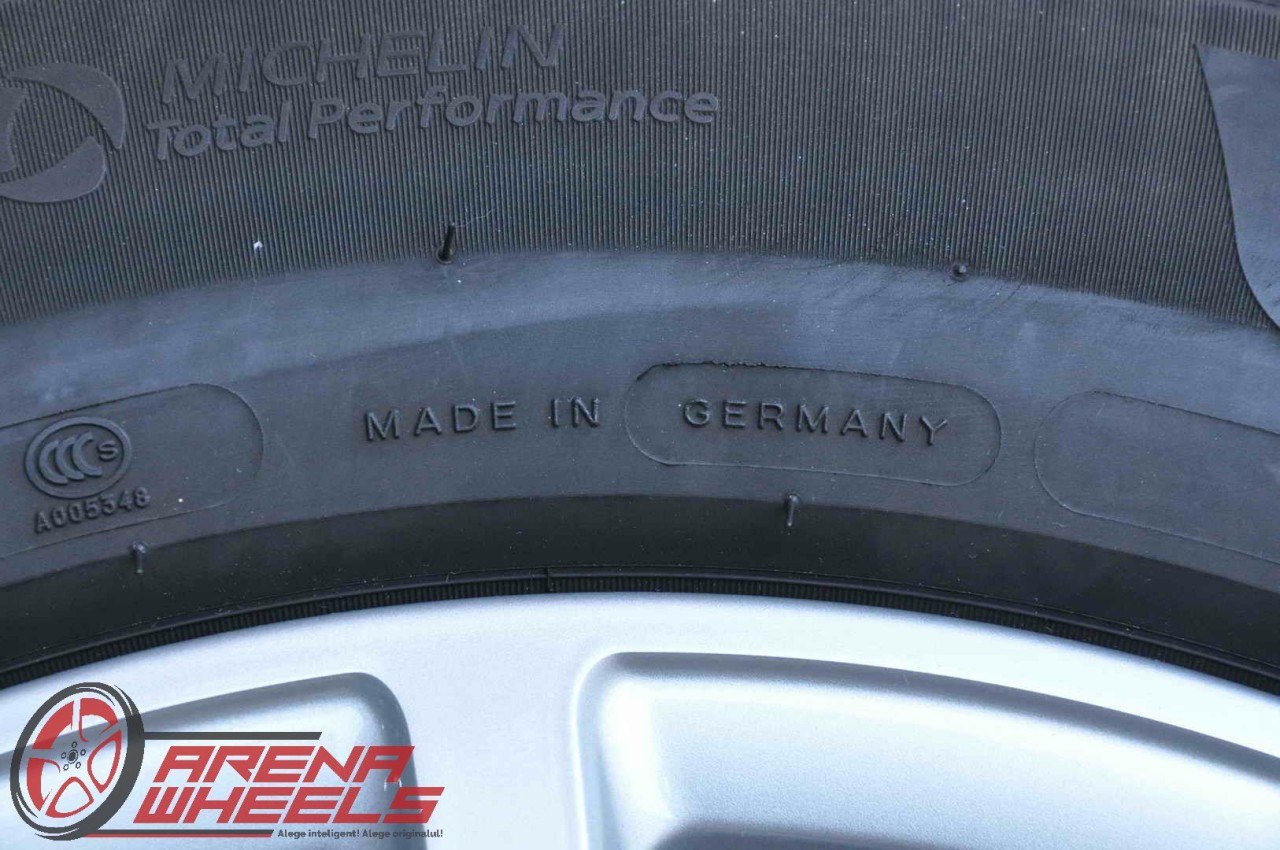 MICHELIN
Total Performance
MADE IN GERMANY
CCC S
A005348
ARENA
WHEELS
Alege inteligent! Alege originalul!